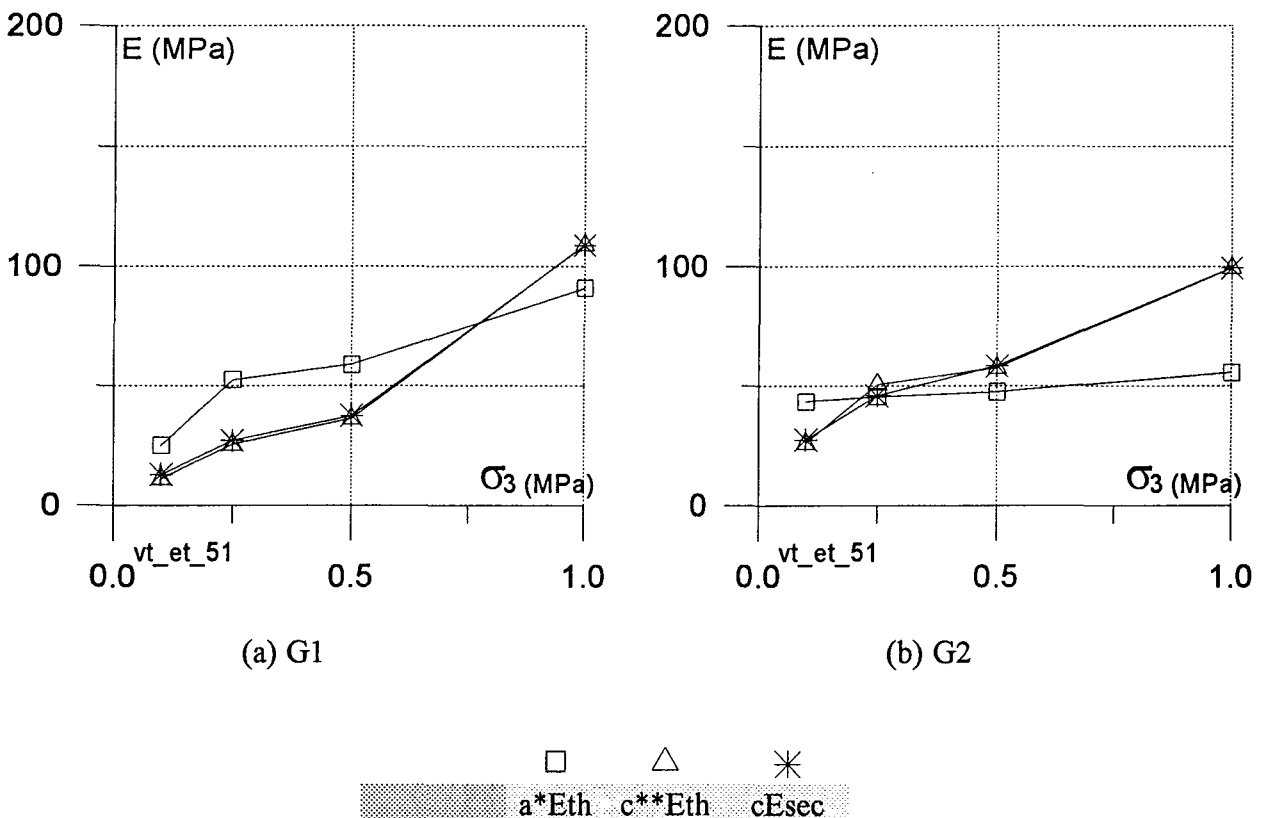 200
E (MPa)
100
0
σ3 (MPa)
vt_et_51
0.0
0.5
1.0
(a) G1
200
E (MPa)
100
0
σ3 (MPa)
vt_et_51
0.0
0.5
1.0
(b) G2
a*Eth c**Eth cEsec